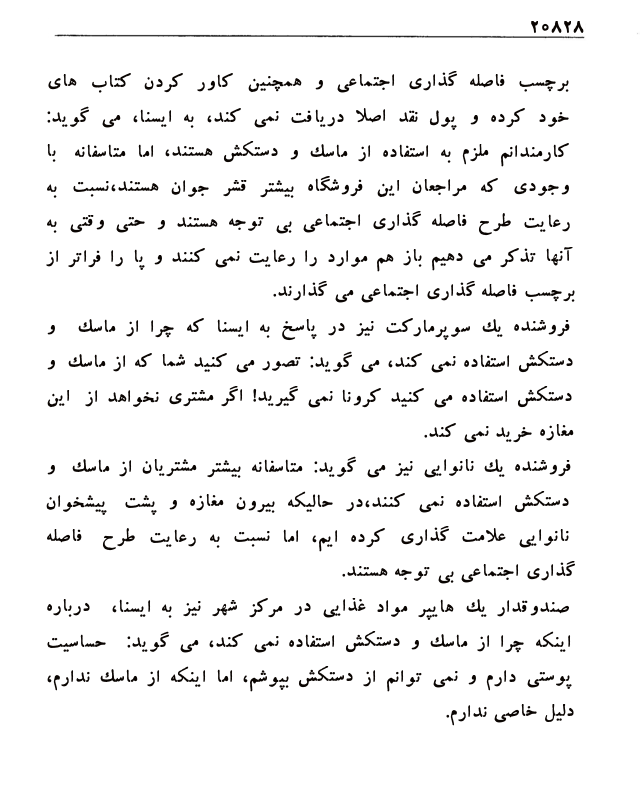 ۲۰۸۲۸
برچسب فاصله گذاری اجتماعی و همچنین کاور کردن کتاب های
خود کرده و پول نقد اصلا دریافت نمی کند، به ایسنا، می گوید:
کارمندانم ملزم به استفاده از ماسك و دستکش هستند، اما متاسفانه با
وجودی که مراجعان این فروشگاه بیشتر قشر جوان هستند،نسبت به
رعایت طرح فاصله گذاری اجتماعی بی توجه هستند و حتی وقتی به
آنها تذکر می دهیم باز هم موارد را رعایت نمی کنند و پا را فراتر از
برچسب فاصله گذاری اجتماعی می گذارند.
فروشنده یك سوپرمارکت نیز در پاسخ به ایسنا که چرا از ماسك و
دستکش استفاده نمی کند، می گوید: تصور می کنید شما که از ماسك و
دستکش استفاده می کنید کرونا نمی گیرید! اگر مشتری نخواهد از این
مغازه خرید نمی کند.
فروشنده یك نانوایی نیز می گوید: متاسفانه بیشتر مشتریان از ماسك و
دستکش استفاده نمی کنند،در حالیکه بیرون مغازه و پشت پیشخوان
نانوایی علامت گذاری کرده ایم، اما نسبت به رعایت طرح فاصله
گذاری اجتماعی بی توجه هستند.
صندوقدار یك هایپر مواد غذایی در مرکز شهر نیز به ایسنا، درباره
اینکه چرا از ماسك و دستکش استفاده نمی کند، می گوید: حساسیت
پوستی دارم و نمی توانم از دستکش بپوشم، اما اینکه از ماسك ندارم،
دلیل خاصی ندارم.